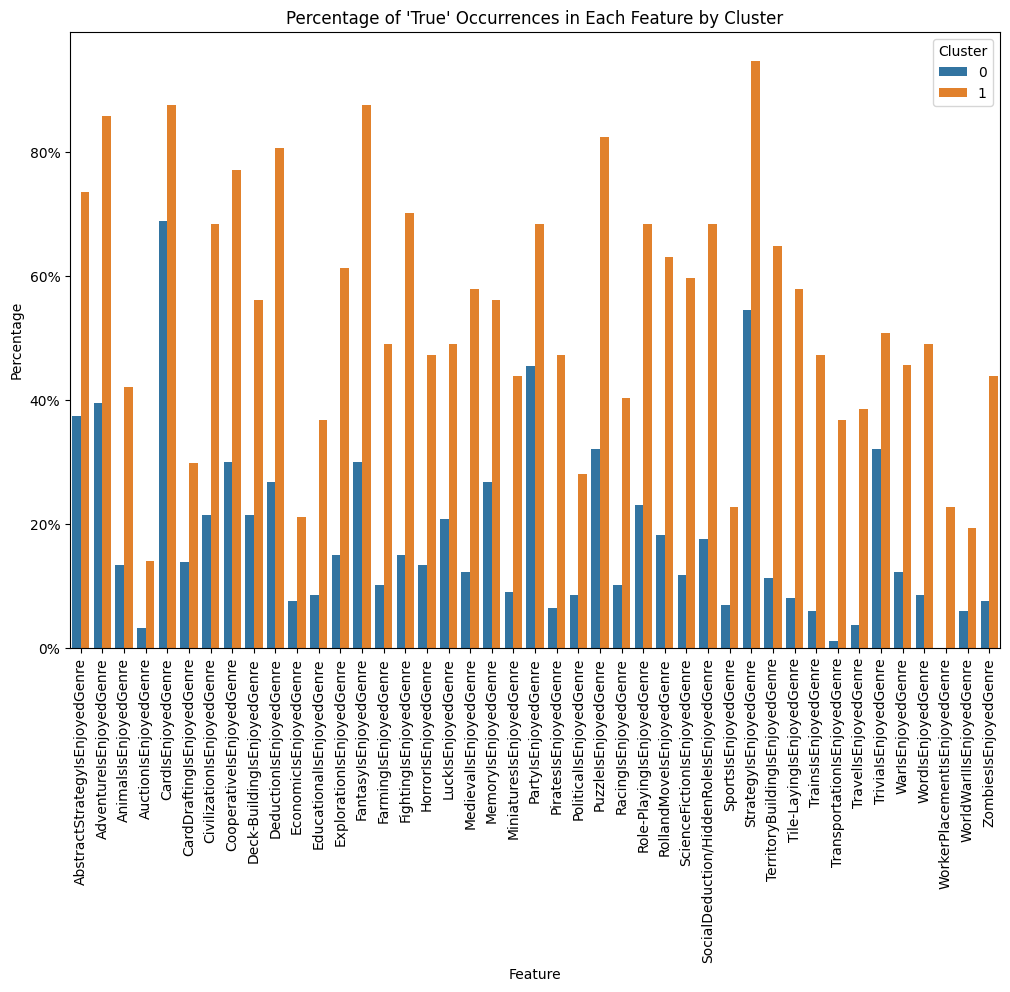 Percentage of 'True' Occurrences in Each Feature by Cluster
Cluster
0
1
Percentage
80%
60%
40%
20%
0%
AbstractStrategyIsEnjoyedGenre
AdventureIsEnjoyedGenre
AnimalsIsEnjoyedGenre
AuctionIsEnjoyedGenre
CardIsEnjoyedGenre
CardDraftingIsEnjoyedGenre
CivilizationIsEnjoyedGenre
CooperativeIsEnjoyedGenre
Deck-BuildingIsEnjoyedGenre
DeductionIsEnjoyedGenre
EconomicIsEnjoyedGenre
EducationalIsEnjoyedGenre
ExplorationIsEnjoyedGenre
FantasyIsEnjoyedGenre
FarmingIsEnjoyedGenre
FightingIsEnjoyedGenre
HorrorIsEnjoyedGenre
LuckIsEnjoyedGenre
MedievalIsEnjoyedGenre
MemoryIsEnjoyedGenre
MiniaturesIsEnjoyedGenre
PartyIsEnjoyedGenre
PiratesIsEnjoyedGenre
PoliticalIsEnjoyedGenre
PuzzleIsEnjoyedGenre
RacingIsEnjoyedGenre
Role-PlayingIsEnjoyedGenre
RollandMoveIsEnjoyedGenre
ScienceFictionIsEnjoyedGenre
SocialDeduction/HiddenRoleIsEnjoyedGenre
SportsIsEnjoyedGenre
StrategyIsEnjoyedGenre
TerritoryBuildingIsEnjoyedGenre
Tile-LayingIsEnjoyedGenre
TrainsIsEnjoyedGenre
TransportationIsEnjoyedGenre
TravelIsEnjoyedGenre
TriviaIsEnjoyedGenre
WarIsEnjoyedGenre
WordIsEnjoyedGenre
WorkerPlacementIsEnjoyedGenre
WorldWarIIIsEnjoyedGenre
ZombiesIsEnjoyedGenre
Feature